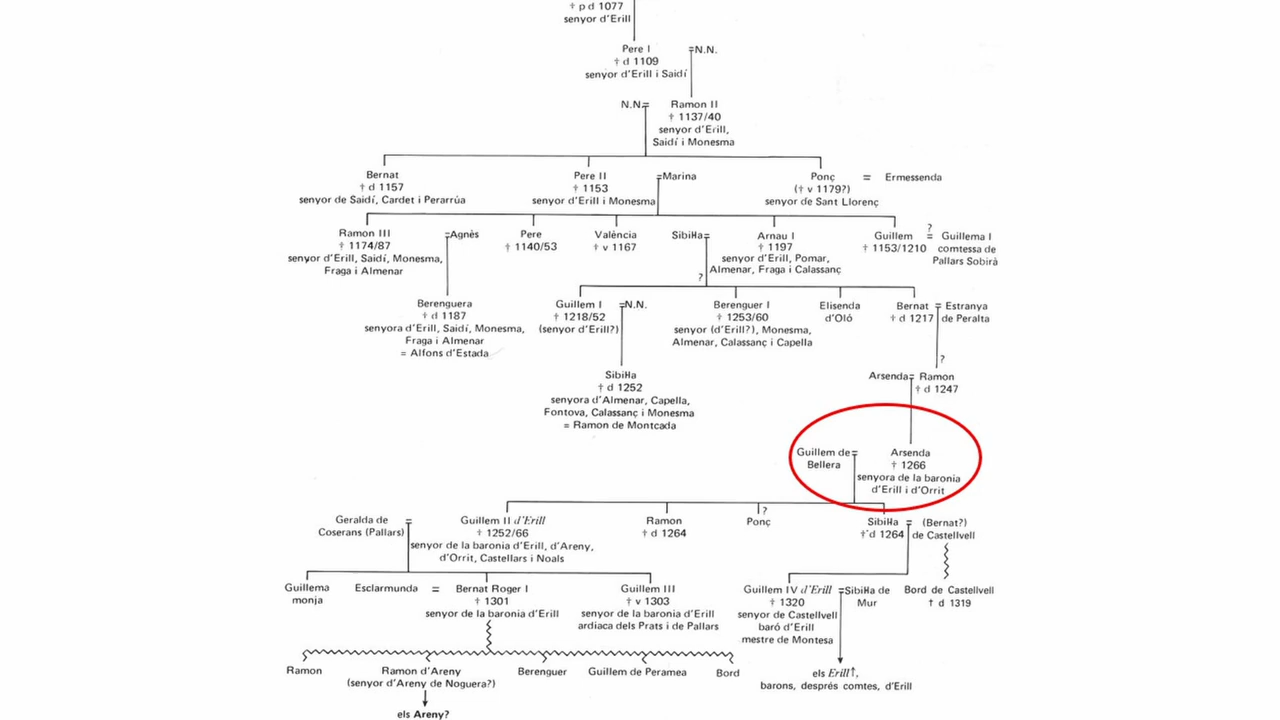 † p d 1077
senyor d'Erill
Pere I
=N.N.
† d 1109
senyor d'Erill i Saidí
N.N.=
Ramon II
† 1137/40
senyor d'Erill,
Saidí i Monesma
Bernat
† d 1157
senyor de Saidí, Cardet i Perarrúa
Pere II
† 1153
senyor d'Erill i Monesma
=Marina
Ponç
(† v 1179?)
senyor de Sant Llorenç
= Ermessenda
Ramon III
† 1174/87
senyor d'Erill, Saidí, Monesma,
Fraga i Almenar
=Agnès
Pere
† 1140/53
València
† v 1167
Sibil·la=
?
Arnau I
† 1197
senyor d'Erill, Pomar,
Almenar, Fraga i Calassanç
Guillem
† 1153/1210
?
=
Guillema I
comtessa de
Pallars Sobirà
Berenguera
† d 1187
senyora d'Erill, Saidí, Monesma,
Fraga i Almenar
= Alfons d'Estada
Guillem I
† 1218/52
(senyor d'Erill?)
=N.N.
Berenguer I
† 1253/60
senyor (d'Erill?), Monesma,
Almenar, Calassanç i Capella
Elisenda
d'Oló
Bernat
† d 1217
= Estranya
de Peralta
?
Sibil·la
† d 1252
senyora d'Almenar, Capella,
Fontova, Calassanç i Monesma
= Ramon de Montcada
Arsenda=
Ramon
† d 1247
Guillem de=
Bellera
Arsenda
† 1266
senyora de la baronia
d'Erill i d'Orrit
Geralda de =
Coserans (Pallars)
Guillem II d'Erill
† 1252/66
senyor de la baronia d'Erill, d'Areny,
d'Orrit, Castellars i Noals
Ramon
† d 1264
?
Ponç
Sibil·la
† d 1264
= (Bernat?)
de Castellvell
Guillema
monja
Esclarmunda =
Bernat Roger I
† 1301
senyor de la baronia d'Erill
Guillem III
† v 1303
senyor de la baronia d'Erill
ardiaca dels Prats i de Pallars
Guillem IV d'Erill
† 1320
senyor de Castellvell
baró d'Erill
mestre de Montesa
=Sibil·la de
Mur
Bord de Castellvell
† d 1319
Ramon
Ramon d'Areny
(senyor d'Areny de Noguera?)
Berenguer
Guillem de Peramea
Bord
els Erill↑,
barons, després comtes, d'Erill
els Areny?